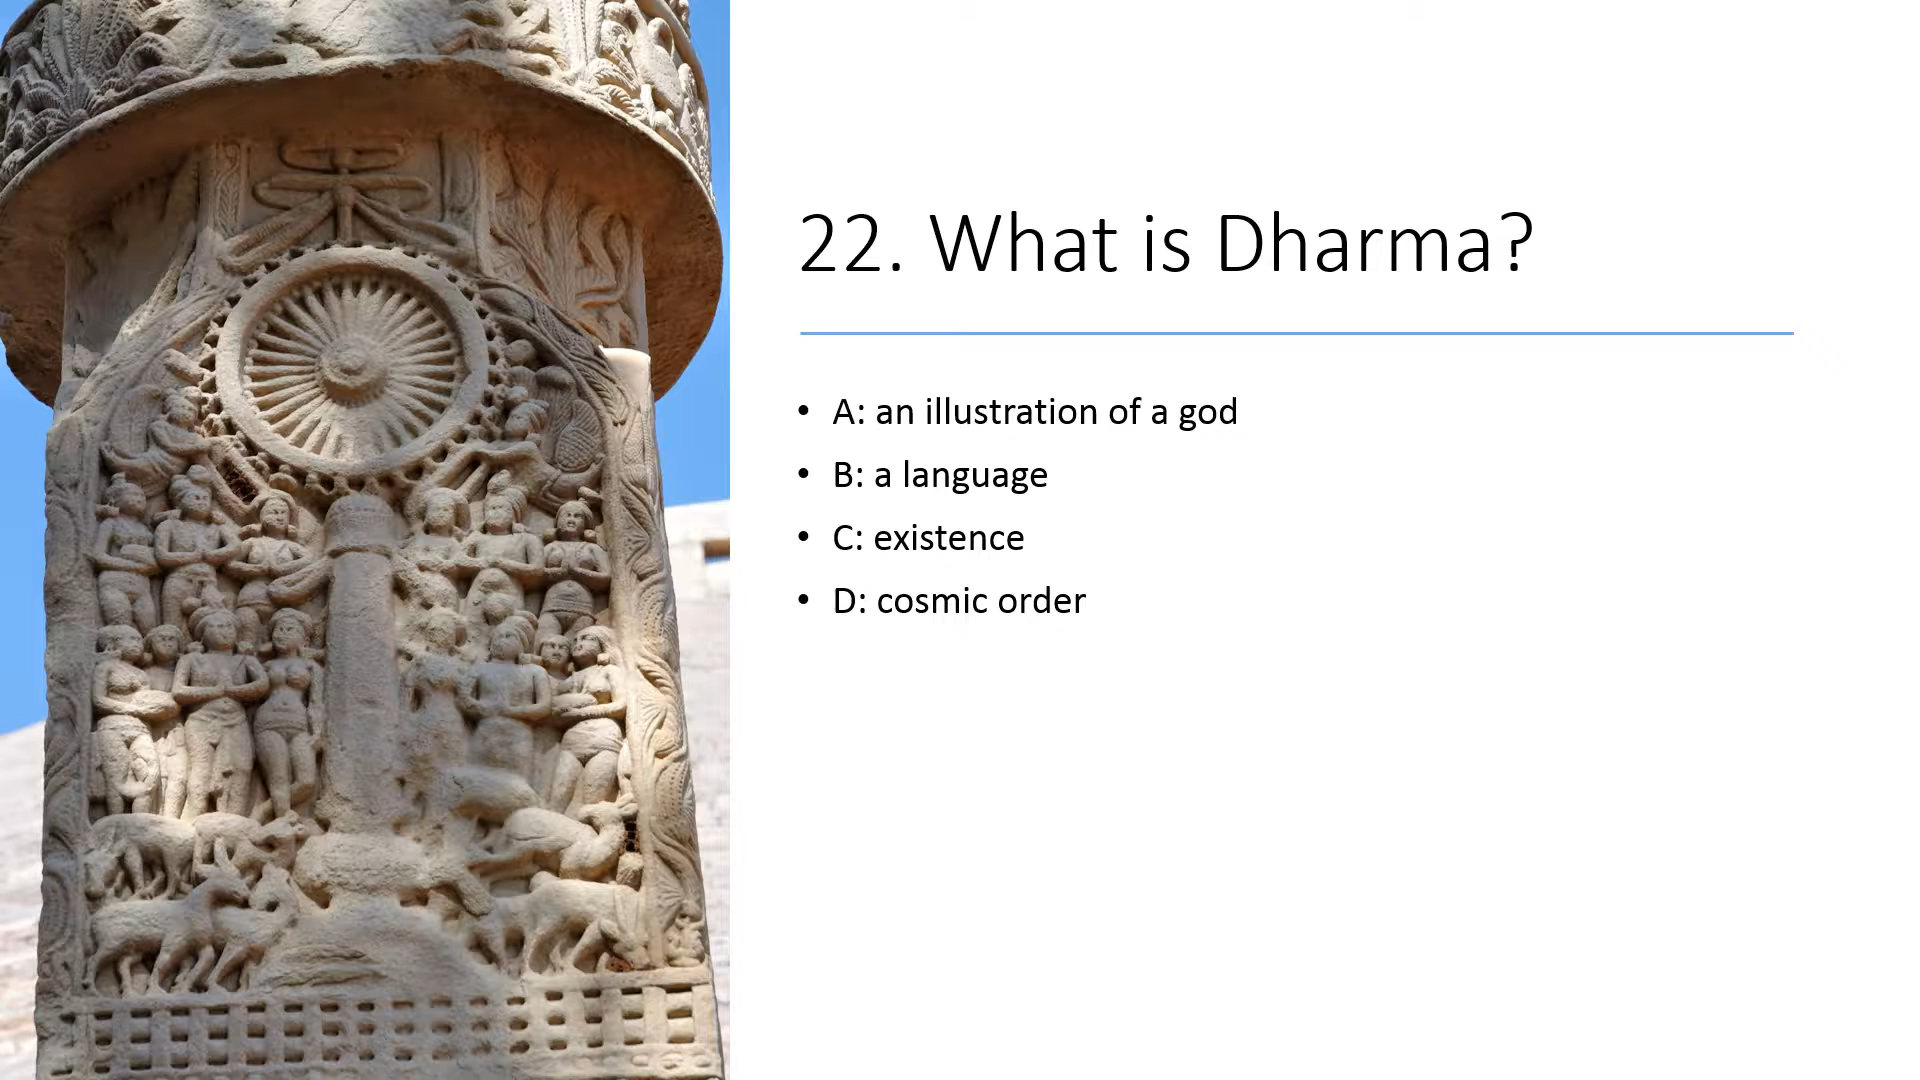 22. What is Dharma?
• A: an illustration of a god
• B: a language
• C: existence
• D: cosmic order